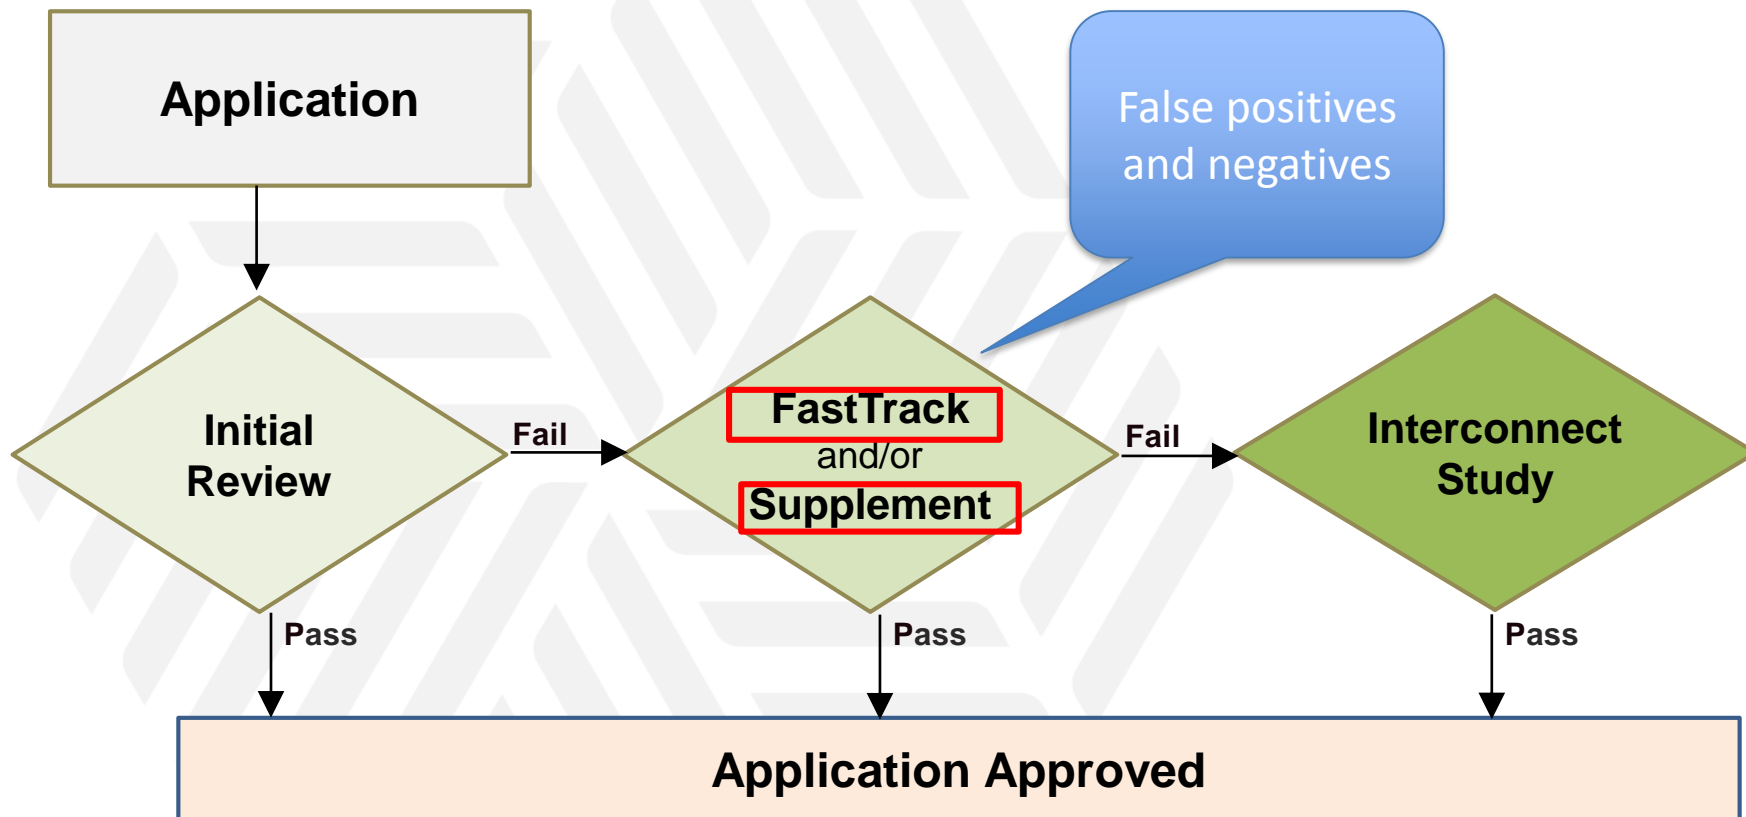 Application
False positives
and negatives
Initial
Review
Fail
FastTrack
and/or
Supplement
Fail
Interconnect
Study
Pass
Pass
Pass
Application Approved